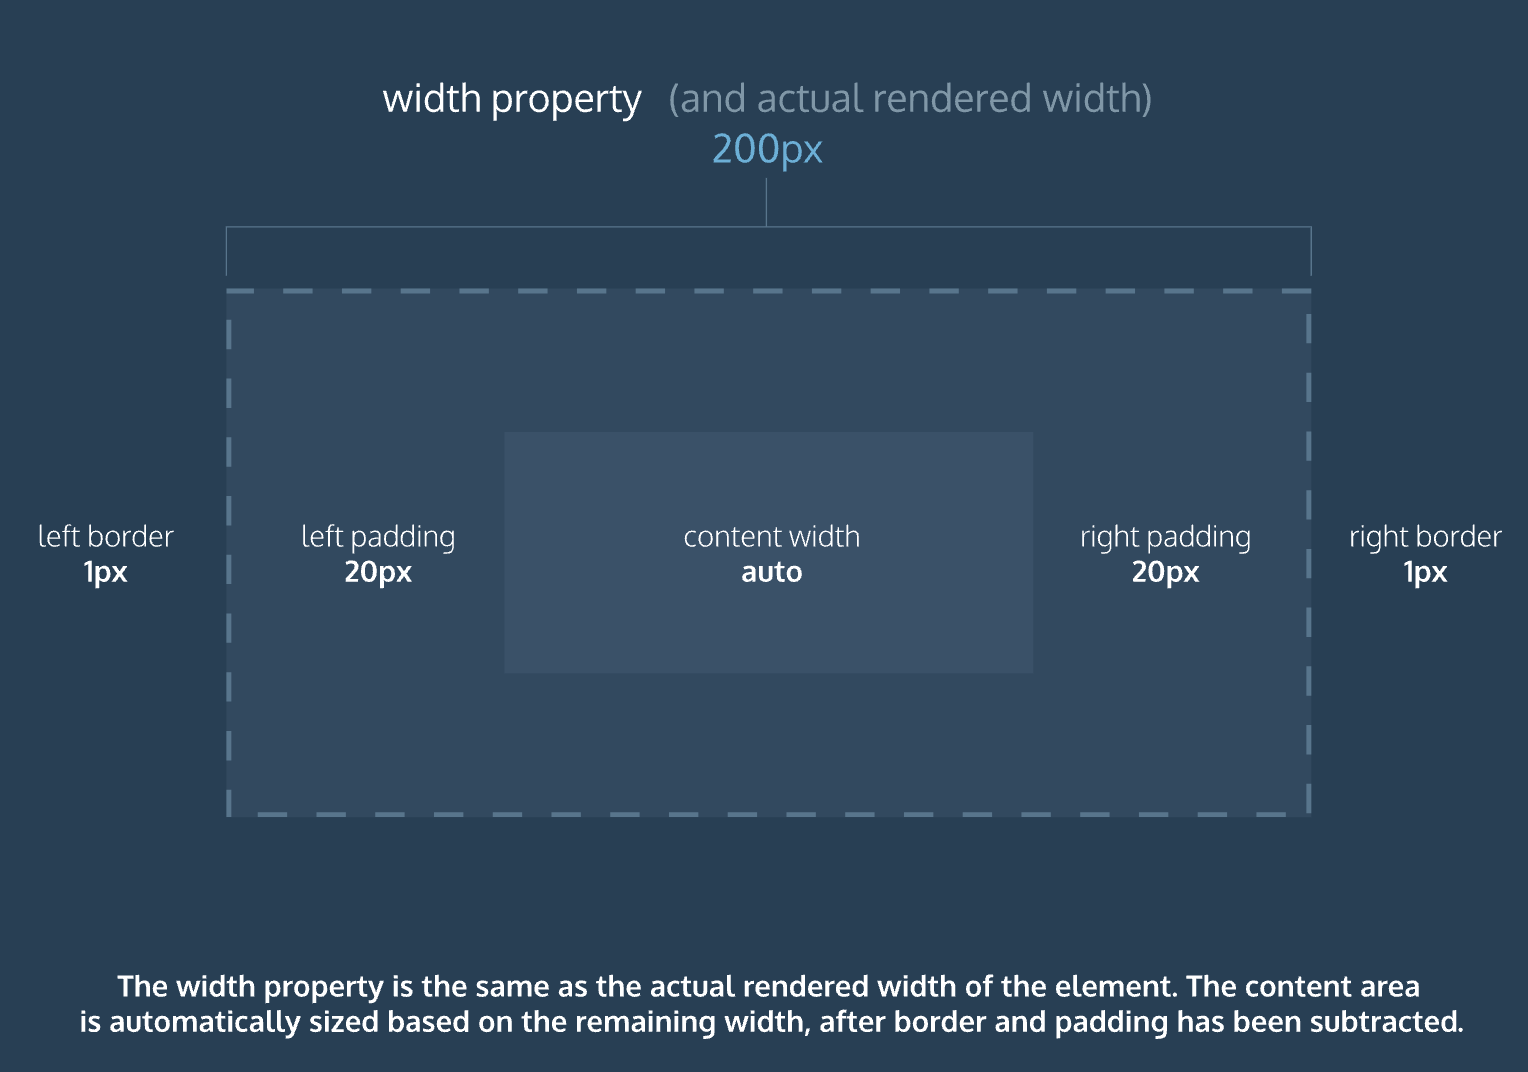 width property (and actual rendered width)
200px
left border
1px
left padding
20px
content width
auto
right padding
20px
right border
1px
The width property is the same as the actual rendered width of the element. The content area
is automatically sized based on the remaining width, after border and padding has been subtracted.